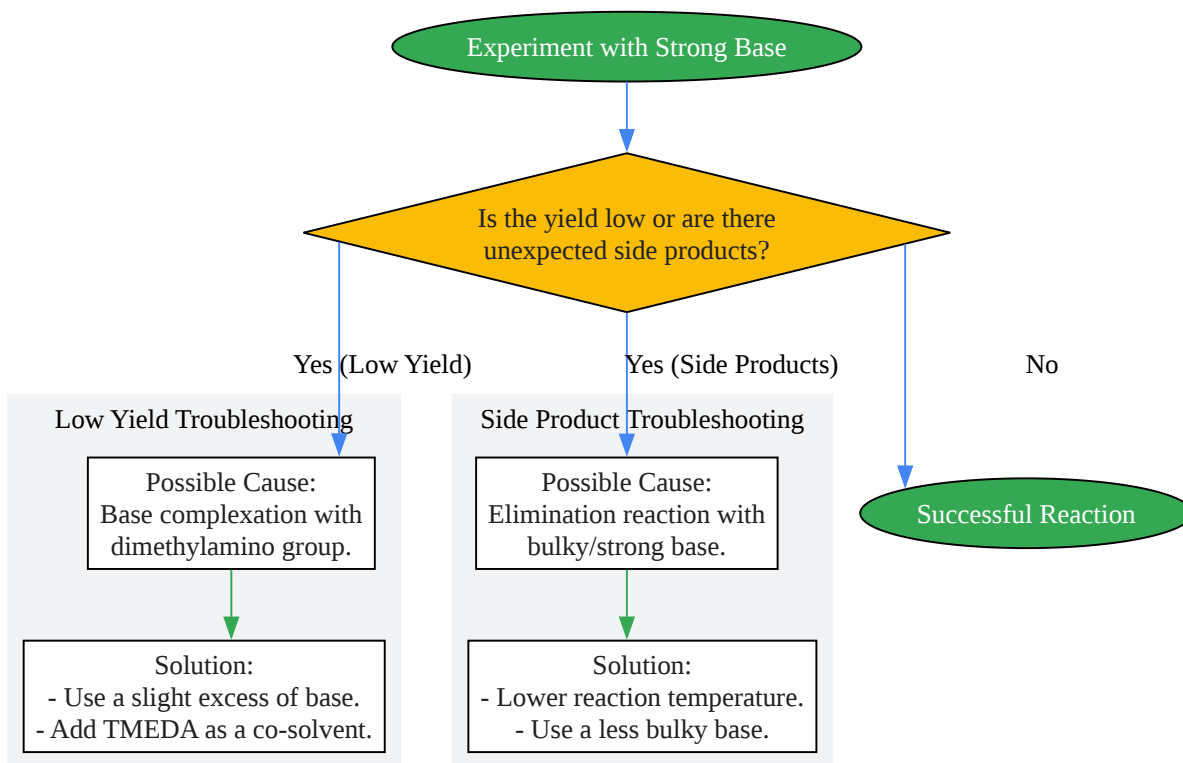 Experiment with Strong Base
Is the yield low or are there
unexpected side products?
Yes (Low Yield)
Yes (Side Products)
No
Low Yield Troubleshooting
Possible Cause:
Base complexation with
dimethylamino group.
Solution:
- Use a slight excess of base.
- Add TMEDA as a co-solvent.
Side Product Troubleshooting
Possible Cause:
Elimination reaction with
bulky/strong base.
Solution:
- Lower reaction temperature.
- Use a less bulky base.
Successful Reaction